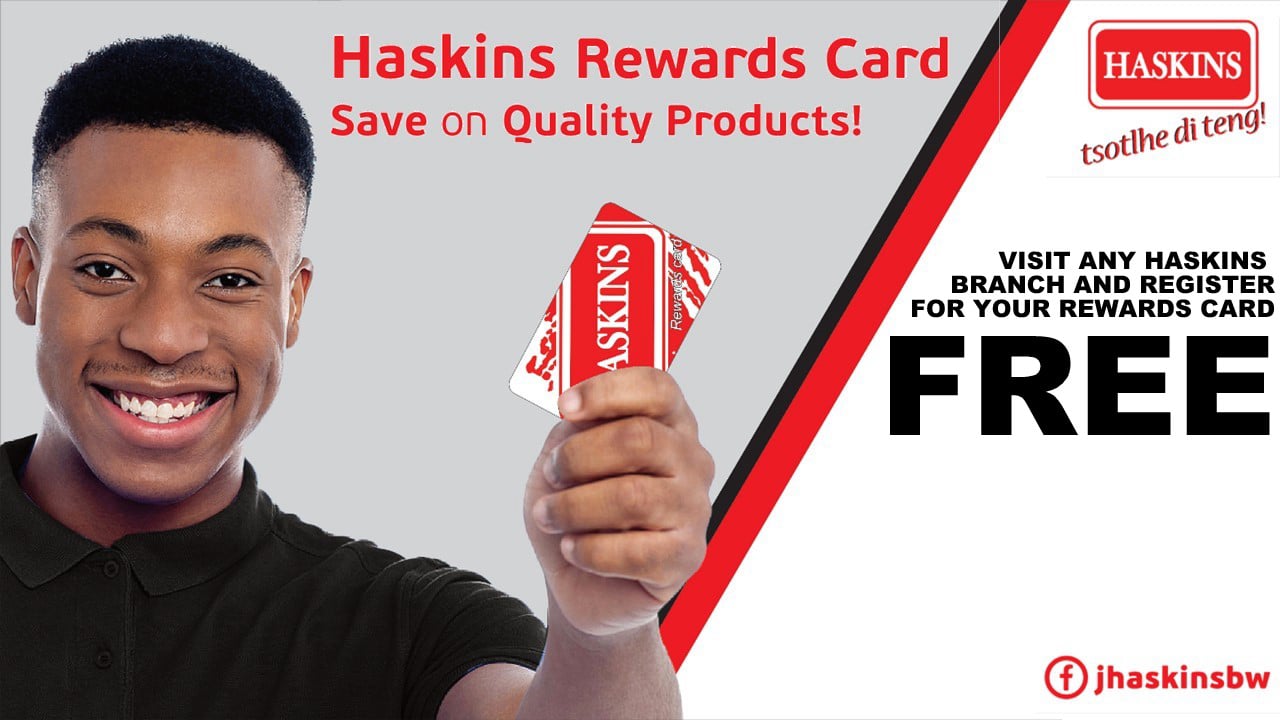 Haskins Rewards Card
Save on Quality Products!
HASKINS
tsotlhe di teng!
VISIT ANY HASKINS
BRANCH AND REGISTER
FOR YOUR REWARDS CARD
FREE
ASKINS
Rewards card
jhaskinsbw